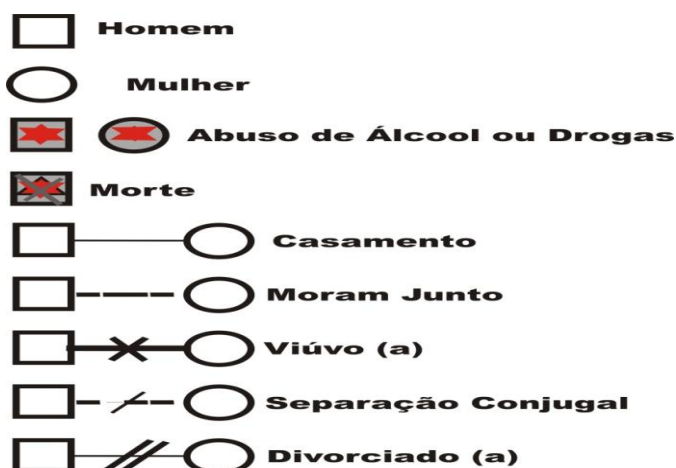 Homem
Mulher
Abuso de Álcool ou Drogas
Morte
Casamento
Moram Junto
Viúvo (a)
Separação Conjugal
Divorciado (a)